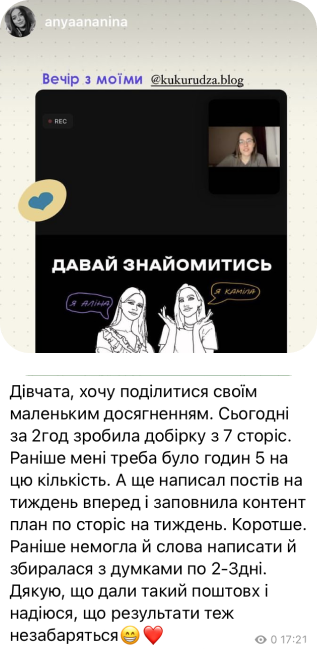 anyaananina
Вечір з моїми @kukurudza.blog
REC
ДАВАЙ ЗНАЙОМИТИСЬ
Я АЛІНА
Я КАМІЛА
Дівчата, хочу поділитися своїм
маленьким досягненням. Сьогодні
за 2год зробила добірку з 7 сторіс.
Раніше мені треба було годин 5 на
цю кількість. А ще написал постів на
тиждень вперед і заповнила контент
план по сторіс на тиждень. Коротше.
Раніше немогла й слова написати й
збиралася з думками по 2-3дні.
Дякую, що дали такий поштовх і
надіюся, що результати теж
незабаряться😁❤️
0 17:21